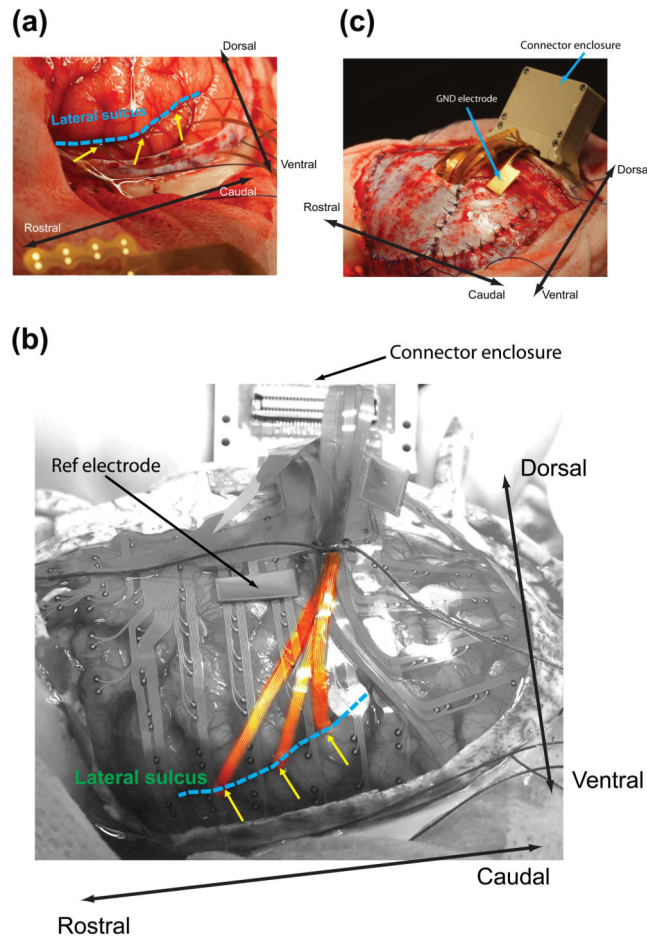 (a)
Dorsal
Lateral sulcus
Ventral
Caudal
Rostral
(c)
Connector enclosure
GND electrode
Dorsa
Rostral
Caudal
Ventral
(b)
Connector enclosure
Ref electrode
Dorsal
Lateral sulcus
Ventral
Caudal
Rostral